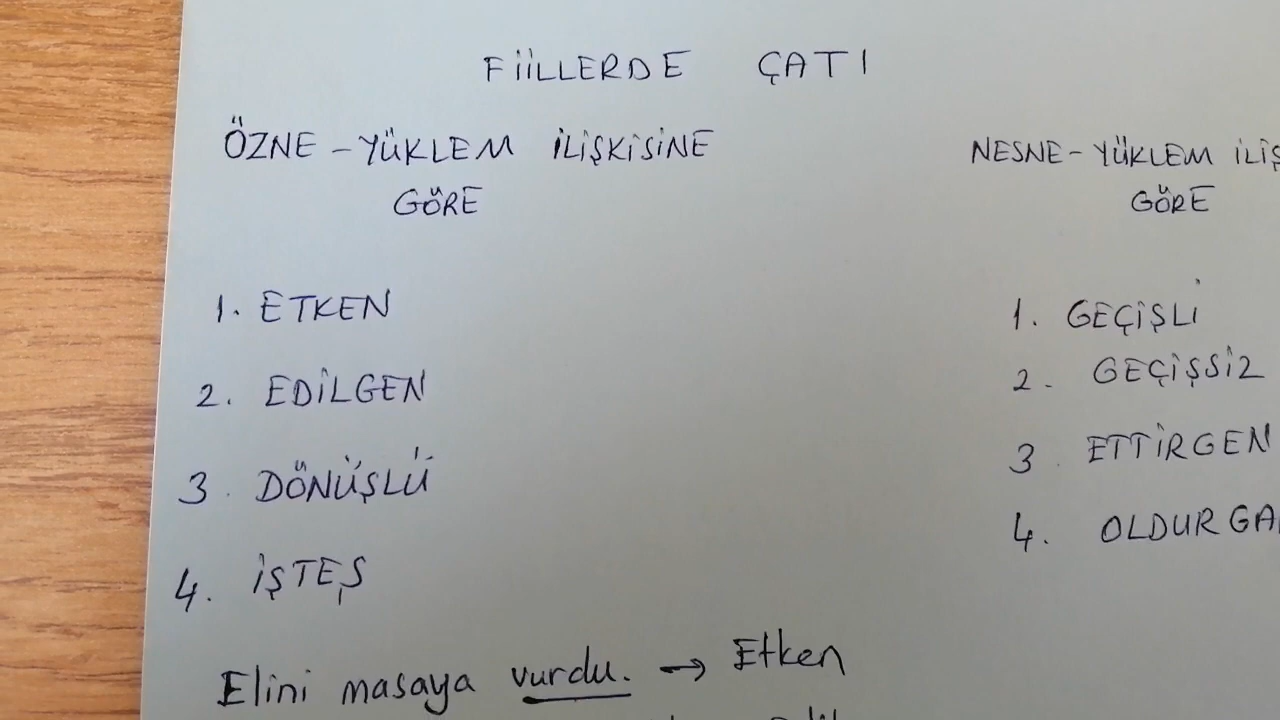 FİİLLERDE ÇATI
ÖZNE-YÜKLEM İLİŞKİSİNE
GÖRE
1. ETKEN
2. EDİLGEN
3. DÖNÜŞLÜ
4. İŞTEŞ
NESNE-YÜKLEM
GÖRE
1. GEÇİŞLİ
2. GEÇİŞSİZ
3. ETTİRGEN
4.
Elini masaya vurdu. → Etken